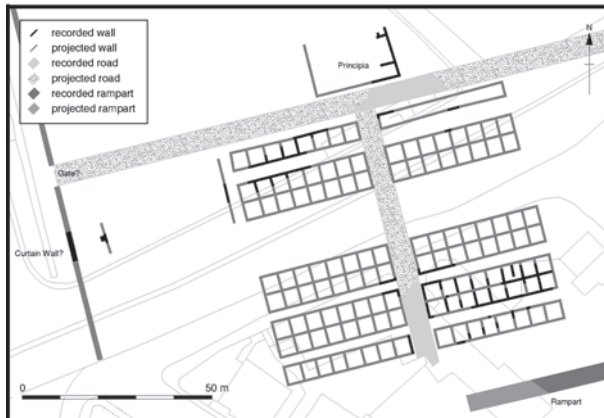 recorded wall
projected wall
recorded road
projected road
recorded rampart
projected rampart
Principia
N
Gate?
Curtain Wall?
0
50 m
Rampart